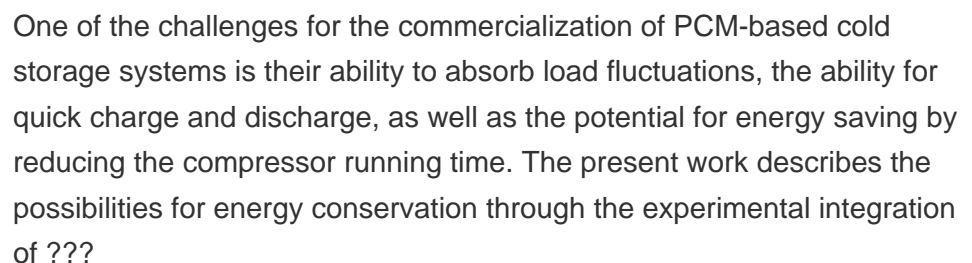 One of the challenges for the commercialization of PCM-based cold
storage systems is their ability to absorb load fluctuations, the ability for
quick charge and discharge, as well as the potential for energy saving by
reducing the compressor running time. The present work describes the
possibilities for energy conservation through the experimental integration
of ???